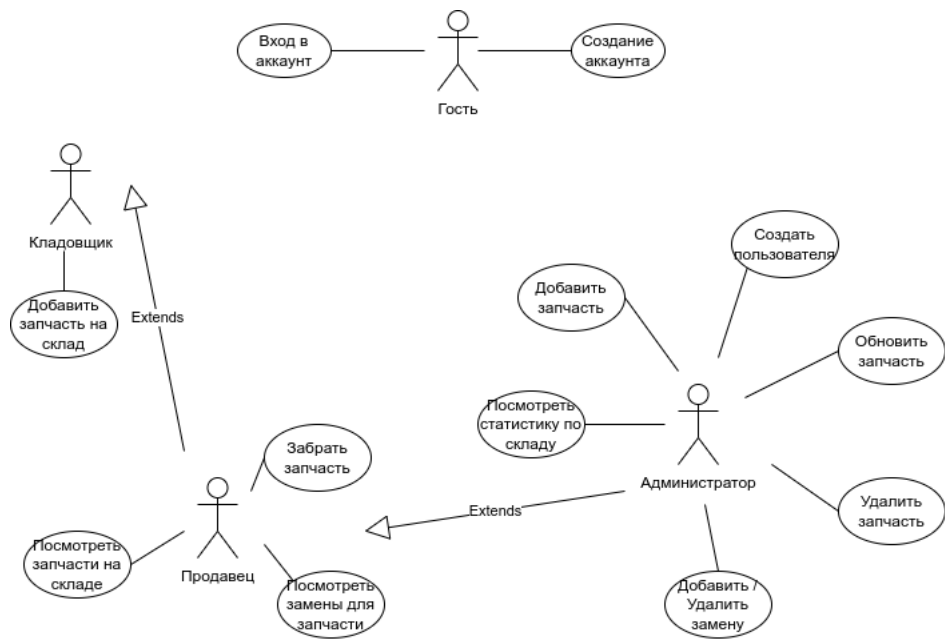 Вход в
аккаунт
Создание
аккаунта
Гость
Кладовщик
Добавить
запчасть на
склад
Extends
Создать
пользователя
Добавить
запчасть
Обновить
запчасть
Посмотреть
статистику по
складу
Администратор
Забрать
запчасть
Extends
Удалить
запчасть
Посмотреть
запчасти на
складе
Продавец
Посмотреть
замены для
запчасти
Добавить /
Удалить
замену